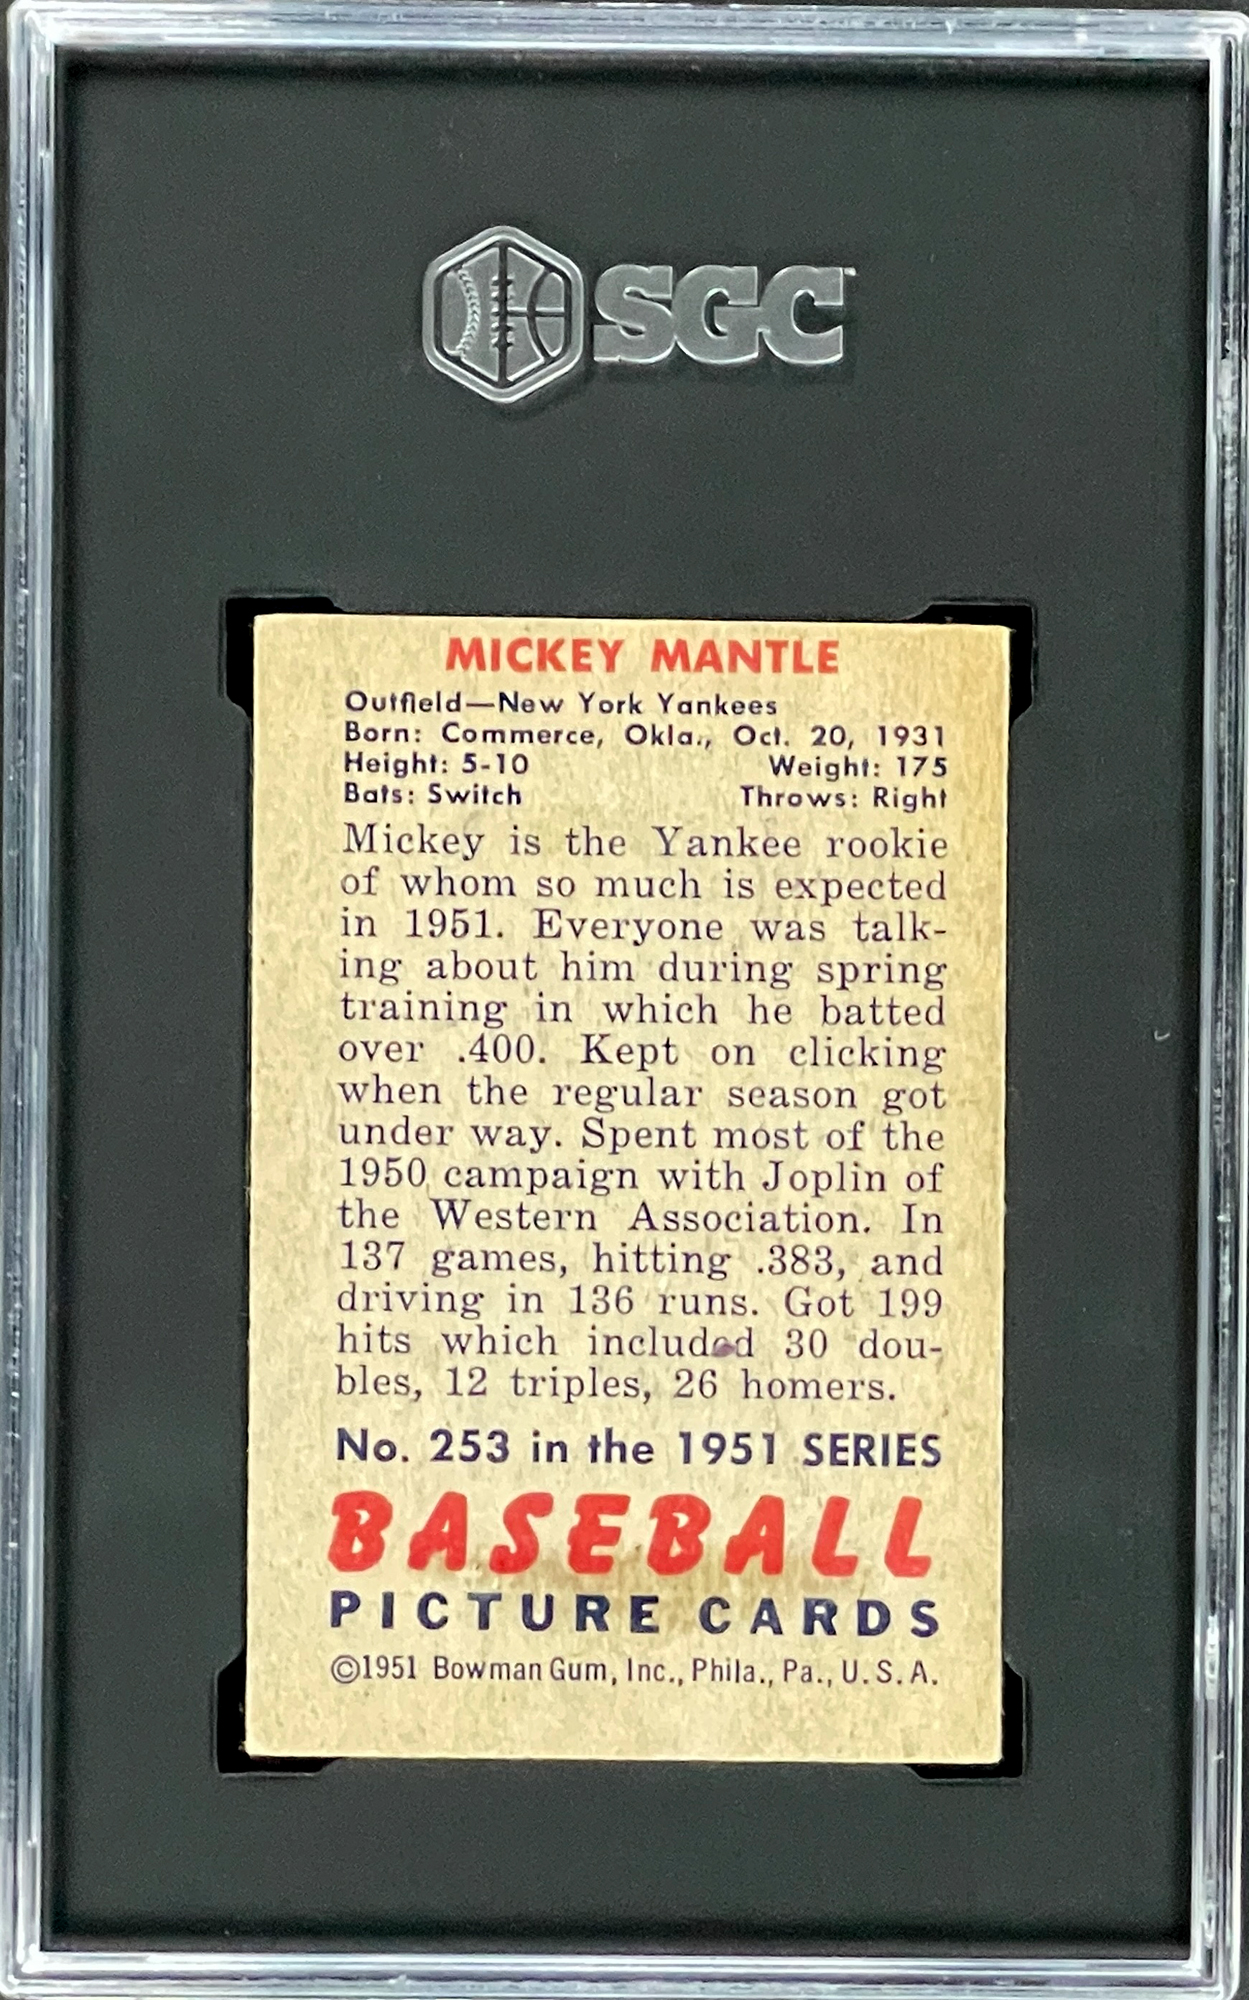 SGC
MICKEY MANTLE
Outfield—New York Yankees
Born: Commerce, Okla., Oct. 20, 1931
Height: 5-10 Weight: 175
Bats: Switch Throws: Right
Mickey is the Yankee rookie
of whom so much is expected
in 1951. Everyone was talk-
ing about him during spring
training in which he batted
over .400. Kept on clicking
when the regular season got
under way. Spent most of the
1950 campaign with Joplin of
the Western Association. In
137 games, hitting .383, and
driving in 136 runs. Got 199
hits which included 30 dou-
bles, 12 triples, 26 homers.
No. 253 in the 1951 SERIES
BASEBALL
PICTURE CARDS
©1951 Bowman Gum, Inc., Phila., Pa., U.S.A.